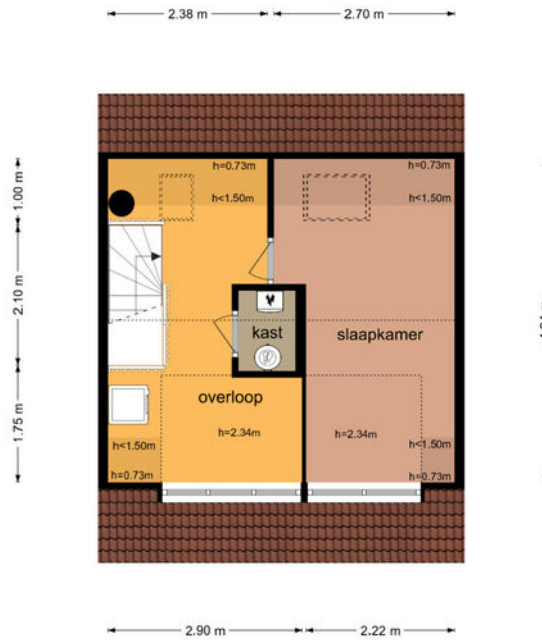 2.38 m
2.70 m
h=0.73m
h=0.73m
h<1.50m
h<1.50m
1.00 m
2.10 m
1.75 m
kast
slaapkamer
overloop
h=2.34m
h=2.34m
h<1.50m
h<1.50m
h=0.73m
h=0.73m
2.90 m
2.22 m